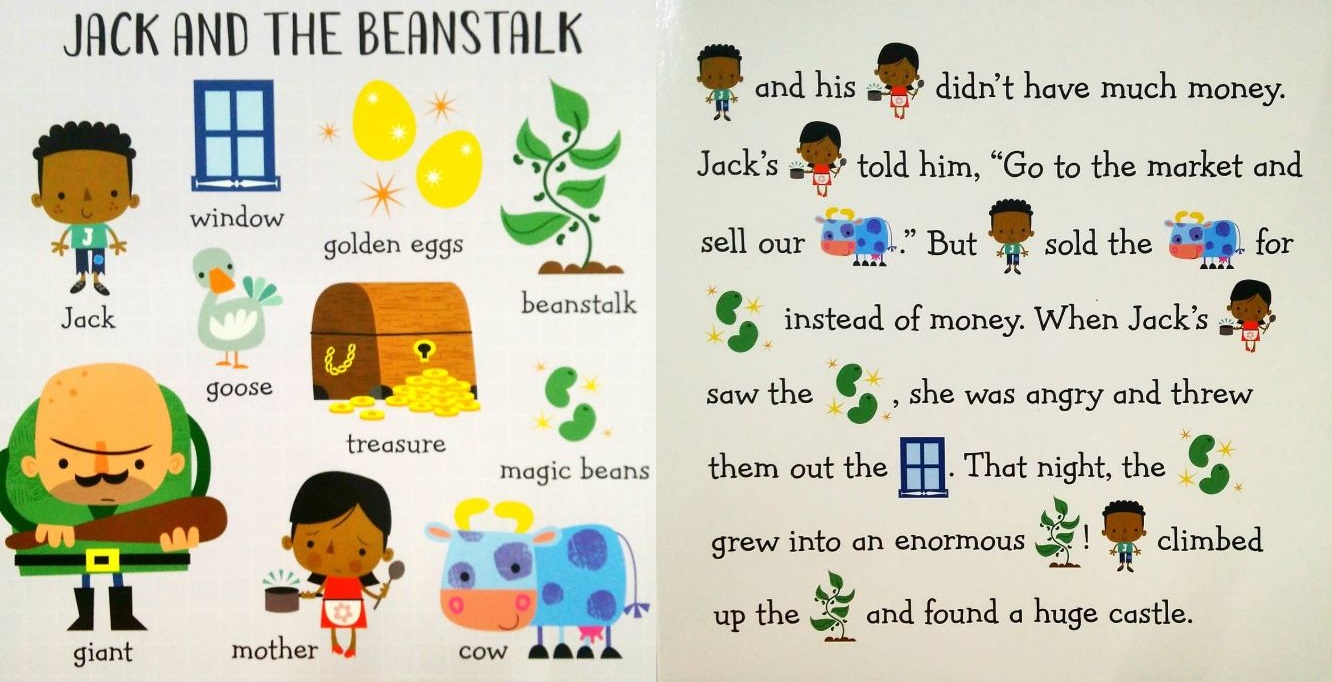 JACK AND THE BEANSTALK
window
golden eggs
beanstalk
Jack
goose
treasure
magic beans
giant
mother
cow
and his didn't have much money.
Jack's told him, “Go to the market and
sell our .” But sold the for
instead of money. When Jack's
saw the , she was angry and threw
them out the . That night, the
grew into an enormous ! climbed
up the and found a huge castle.